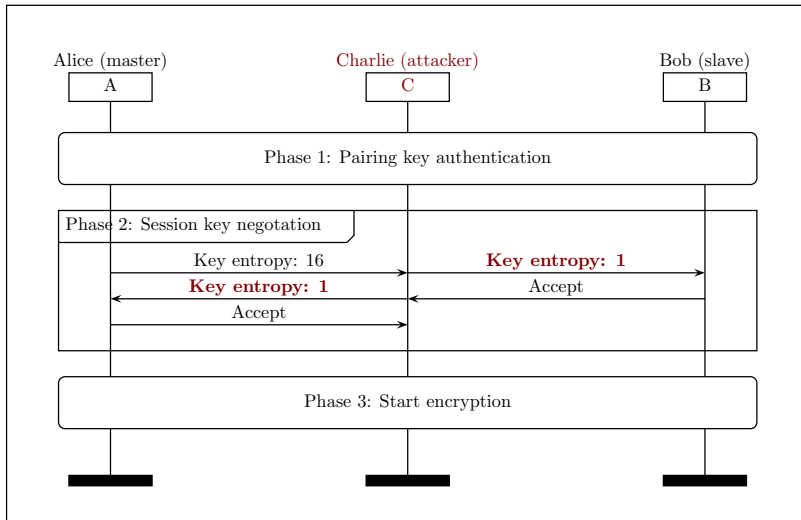 Alice (master) Charlie (attacker) Bob (slave)
A C B
Phase 1: Pairing key authentication
Phase 2: Session key negotation
Key entropy: 16 Key entropy: 1
Key entropy: 1 Accept
Accept
Phase 3: Start encryption